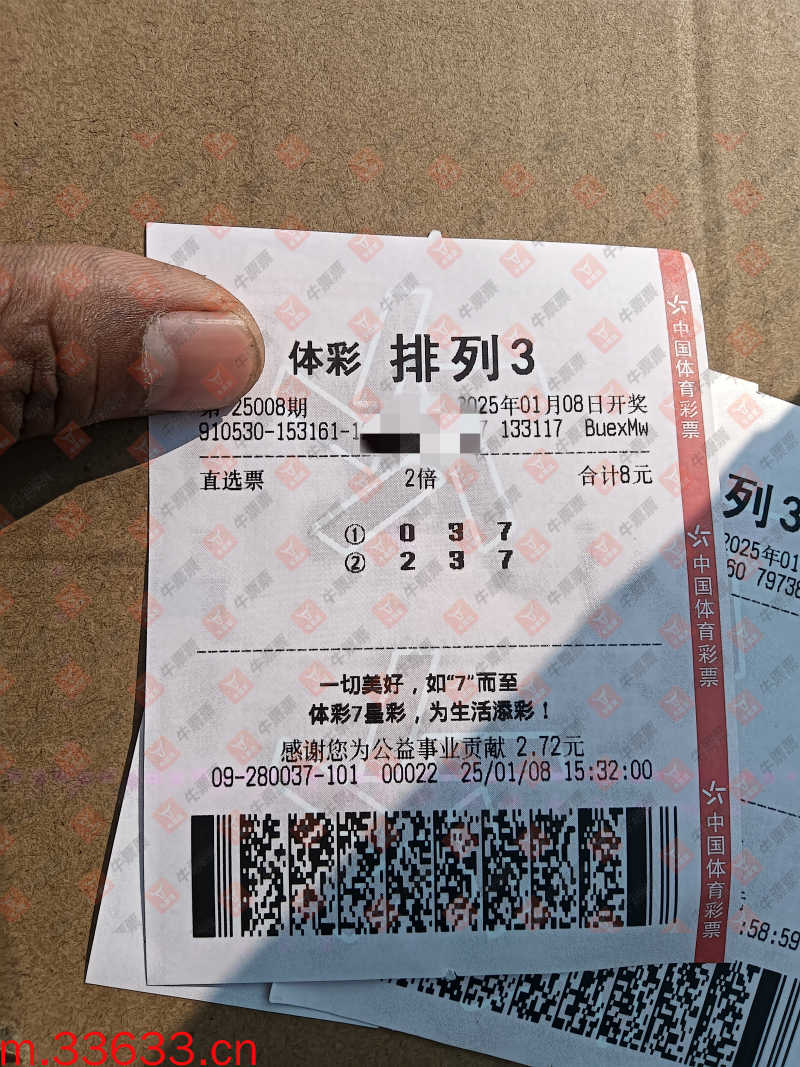 体彩 排列3
第 25008期 2025年01月08日开奖
910530-153161-1 7 133117 BuexMw
直选票 2倍 合计8元
① 0 3 7
② 2 3 7
一切美好，如“7”而至
体彩7星彩，为生活添彩！
感谢您为公益事业贡献 2.72元
09-280037-101 00022 25/01/08 15:32:00
中国体育彩票
中国体育彩票
中国体育彩票
列3
2025年01
60 79738
:58:59
牛票票
m.33633.cn